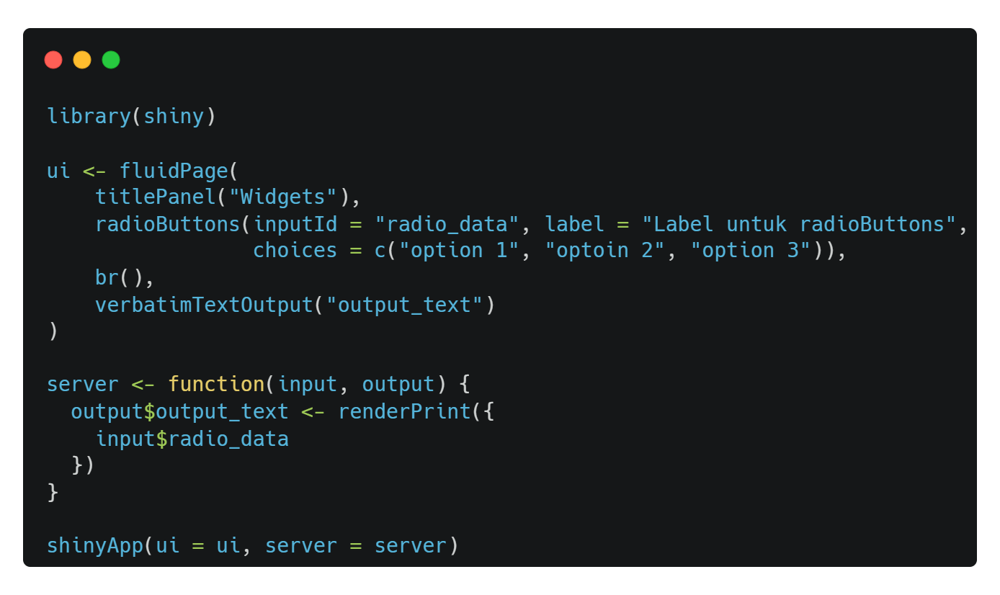 library(shiny)
ui <- fluidPage(
    titlePanel("Widgets"),
    radioButtons(inputId = "radio_data", label = "Label untuk radioButtons",
                 choices = c("option 1", "optoin 2", "option 3")),
    br(),
    verbatimTextOutput("output_text")
)
server <- function(input, output) {
  output$output_text <- renderPrint({
    input$radio_data
  })
}
shinyApp(ui = ui, server = server)